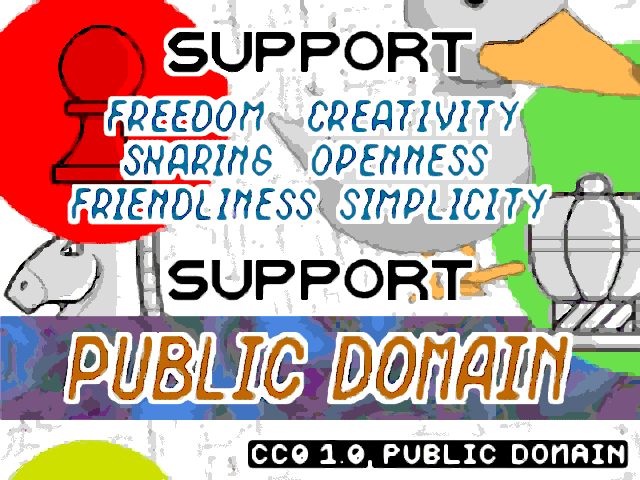 SUPPORT
FREEDOM CREATIVITY
SHARING OPENNESS
FRIENDLINESS SIMPLICITY
SUPPORT
PUBLIC DOMAIN
CC0 1.0, PUBLIC DOMAIN